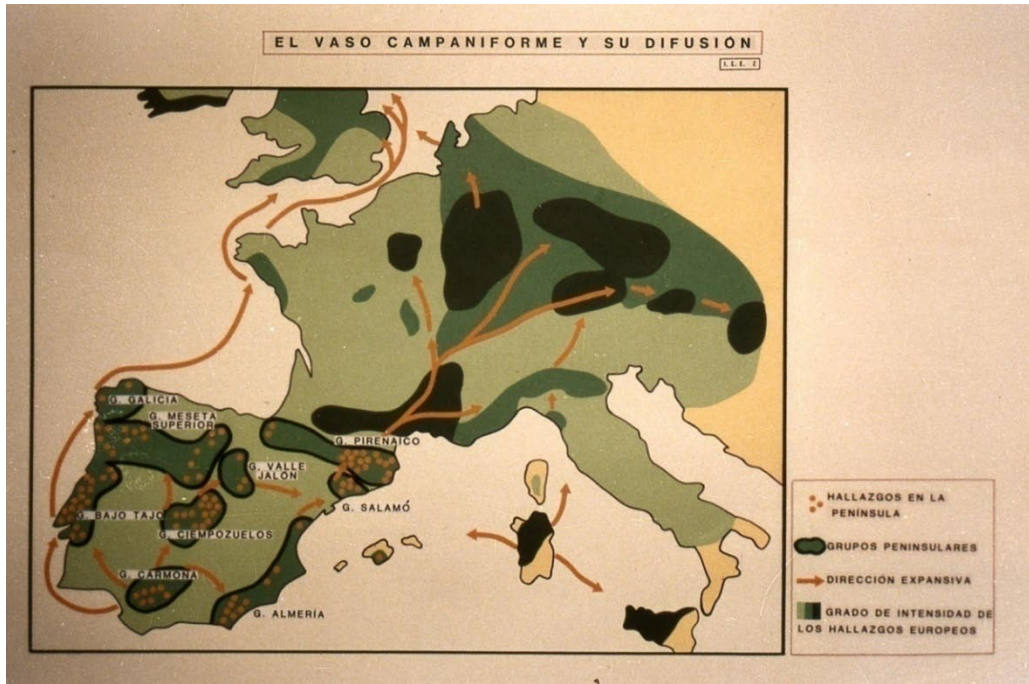 EL VASO CAMPANIFORME Y SU DIFUSIÓN
G. GALICIA
G. MESETA
SUPERIOR
G. PIRENAICO
G. VALLE
JALÓN
G. SALAMÓ
G. BAJO TAJO
G. CIEMPOZUELOS
G. CARMONA
G. ALMERÍA
HALLAZGOS EN LA
PENÍNSULA
GRUPOS PENINSULARES
DIRECCIÓN EXPANSIVA
GRADO DE INTENSIDAD DE
LOS HALLAZGOS EUROPEOS